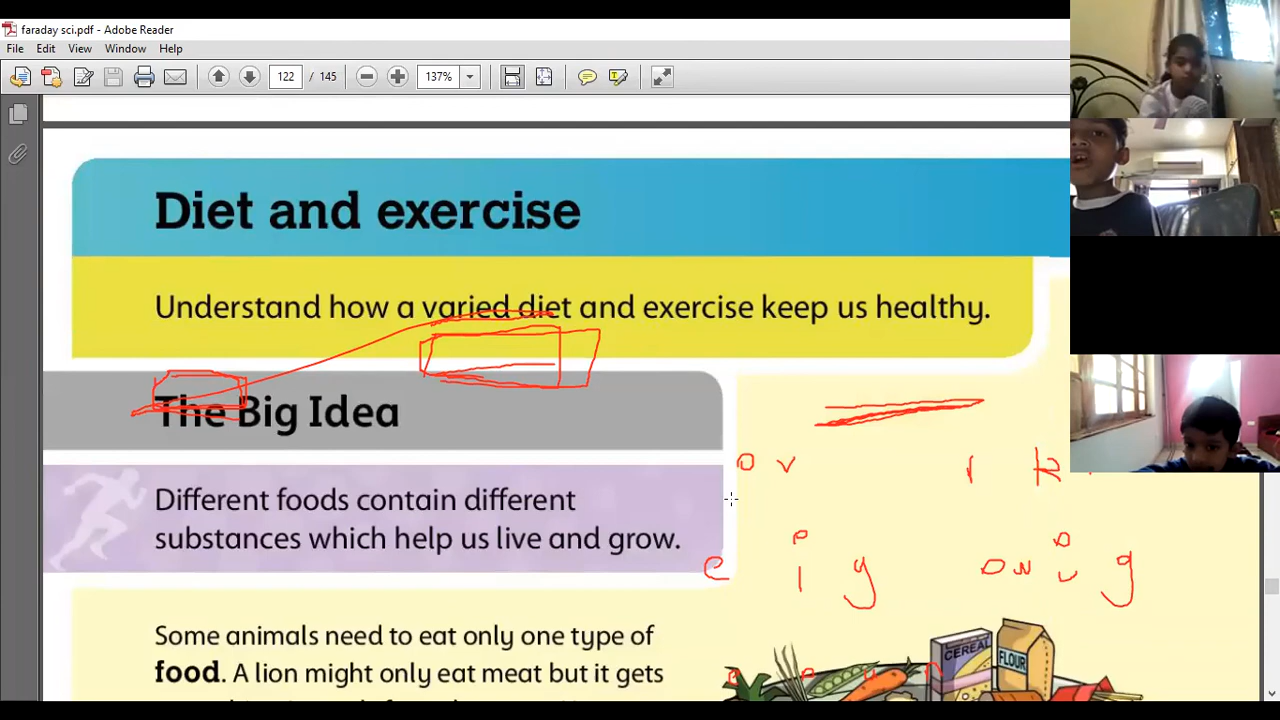 faraday sci.pdf - Adobe Reader
File Edit View Window Help
122 / 145 137%
Diet and exercise
Understand how a varied diet and exercise keep us healthy.
The Big Idea
Different foods contain different
substances which help us live and grow.
Some animals need to eat only one type of
food. A lion might only eat meat but it gets
CEREAL
FLOUR